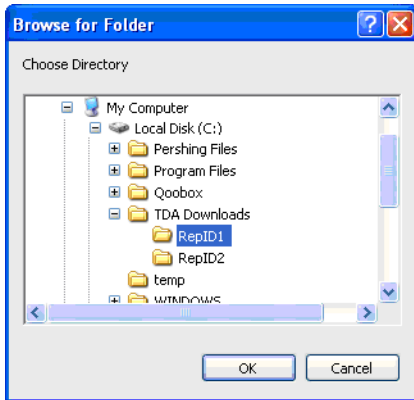 Browse for Folder
Choose Directory
My Computer
Local Disk (C:)
Pershing Files
Program Files
Qoobox
TDA Downloads
RepID1
RepID2
temp
WINDOWS
OK Cancel